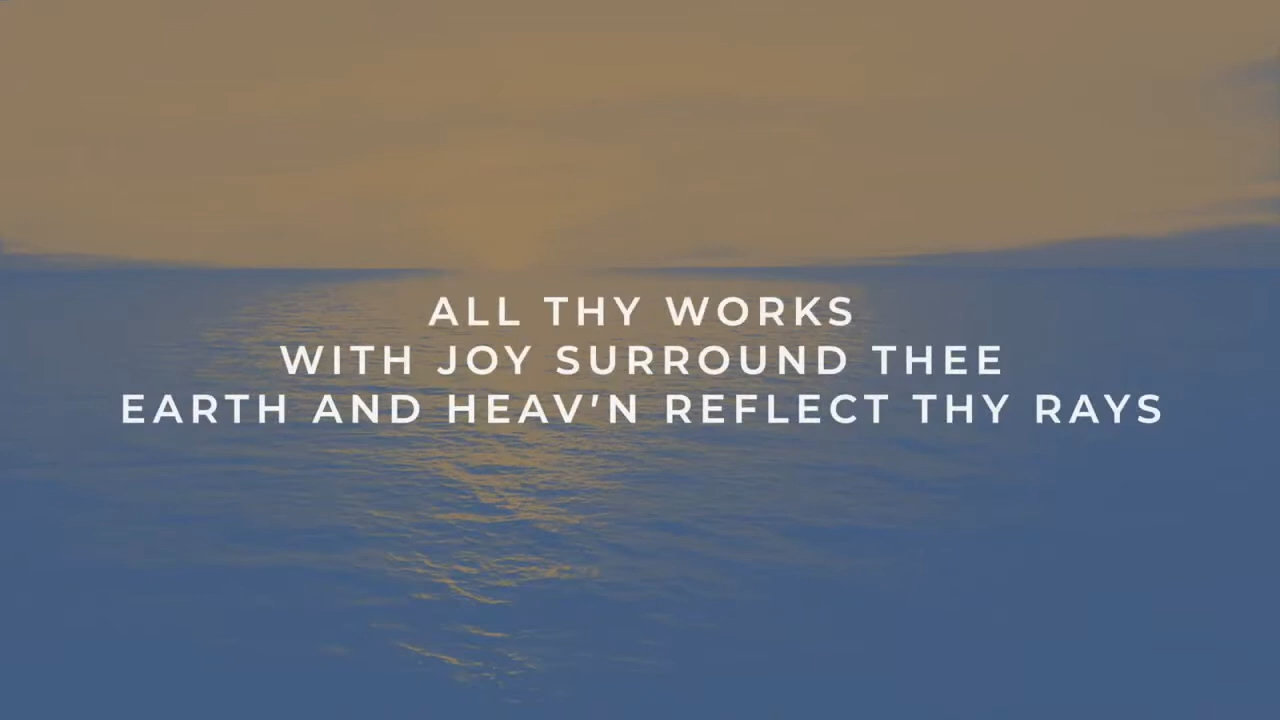 ALL THY WORKS
WITH JOY SURROUND THEE
EARTH AND HEAV'N REFLECT THY RAYS